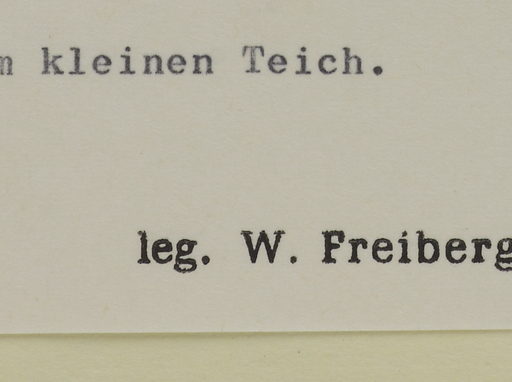 kleinen Teich.
leg. W. Freiberg